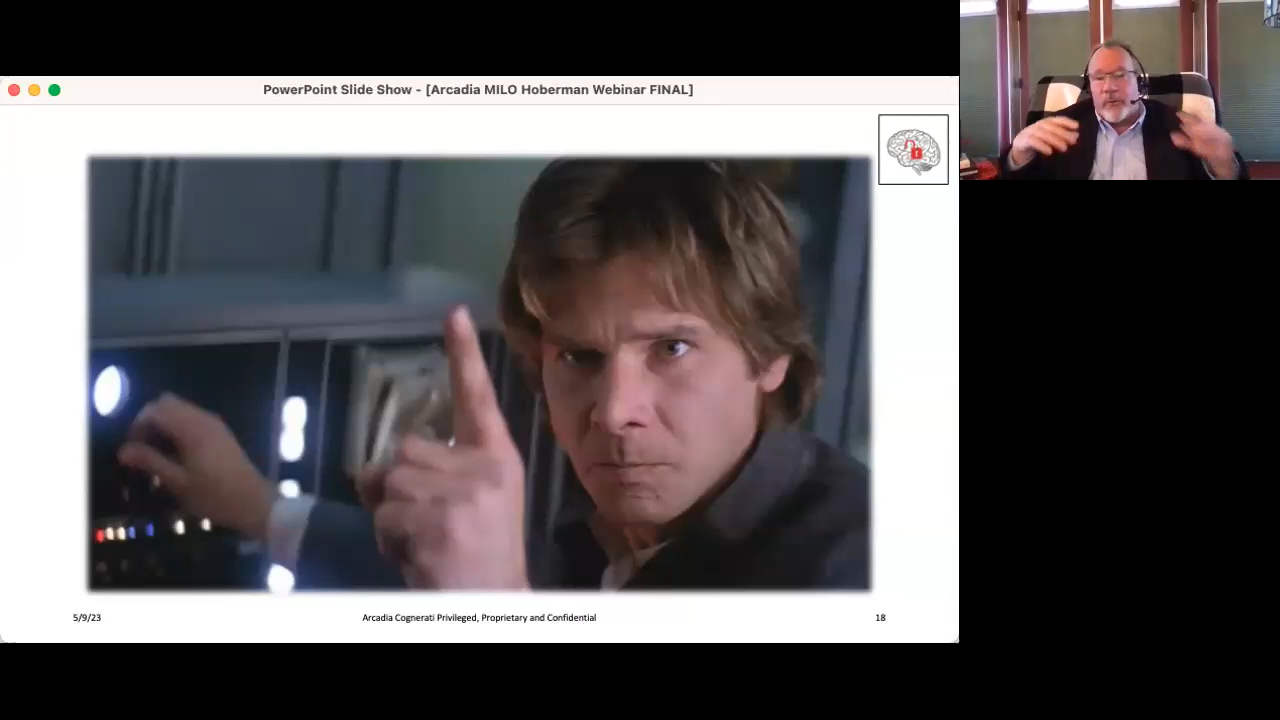 PowerPoint Slide Show - [Arcadia MILO Hoberman Webinar FINAL]
5/9/23
Arcadia Cognerati Privileged, Proprietary and Confidential
18